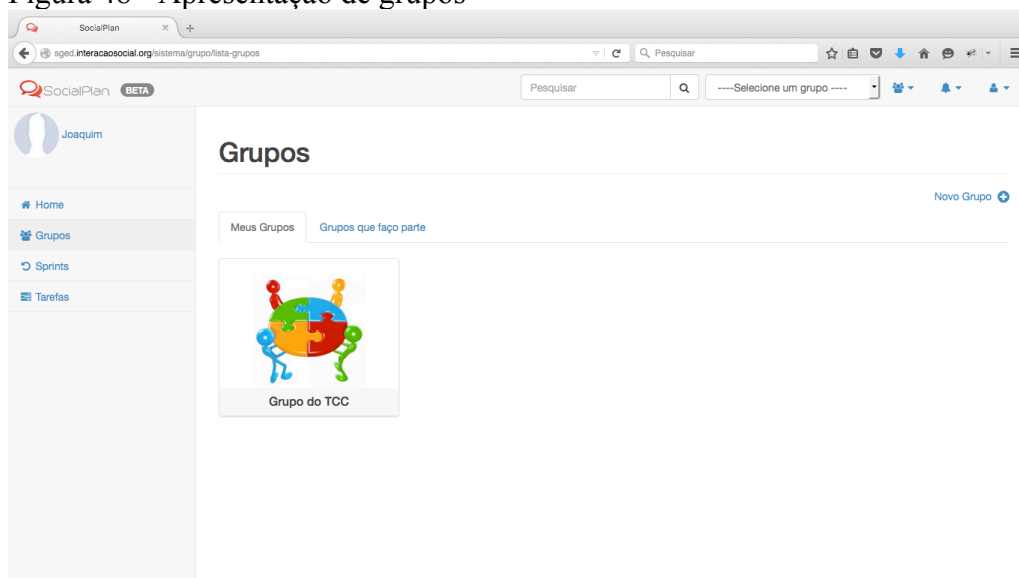 Figura 48 - Apresentação de grupos
SocialPlan
sged.interacaosocial.org/sistema/grupo/lista-grupos
Pesquisar
SocialPlan BETA
Pesquisar
----Selecione um grupo ----
Joaquim
Grupos
Novo Grupo
Home
Meus Grupos
Grupos que faço parte
Grupos
Sprints
Tarefas
Grupo do TCC